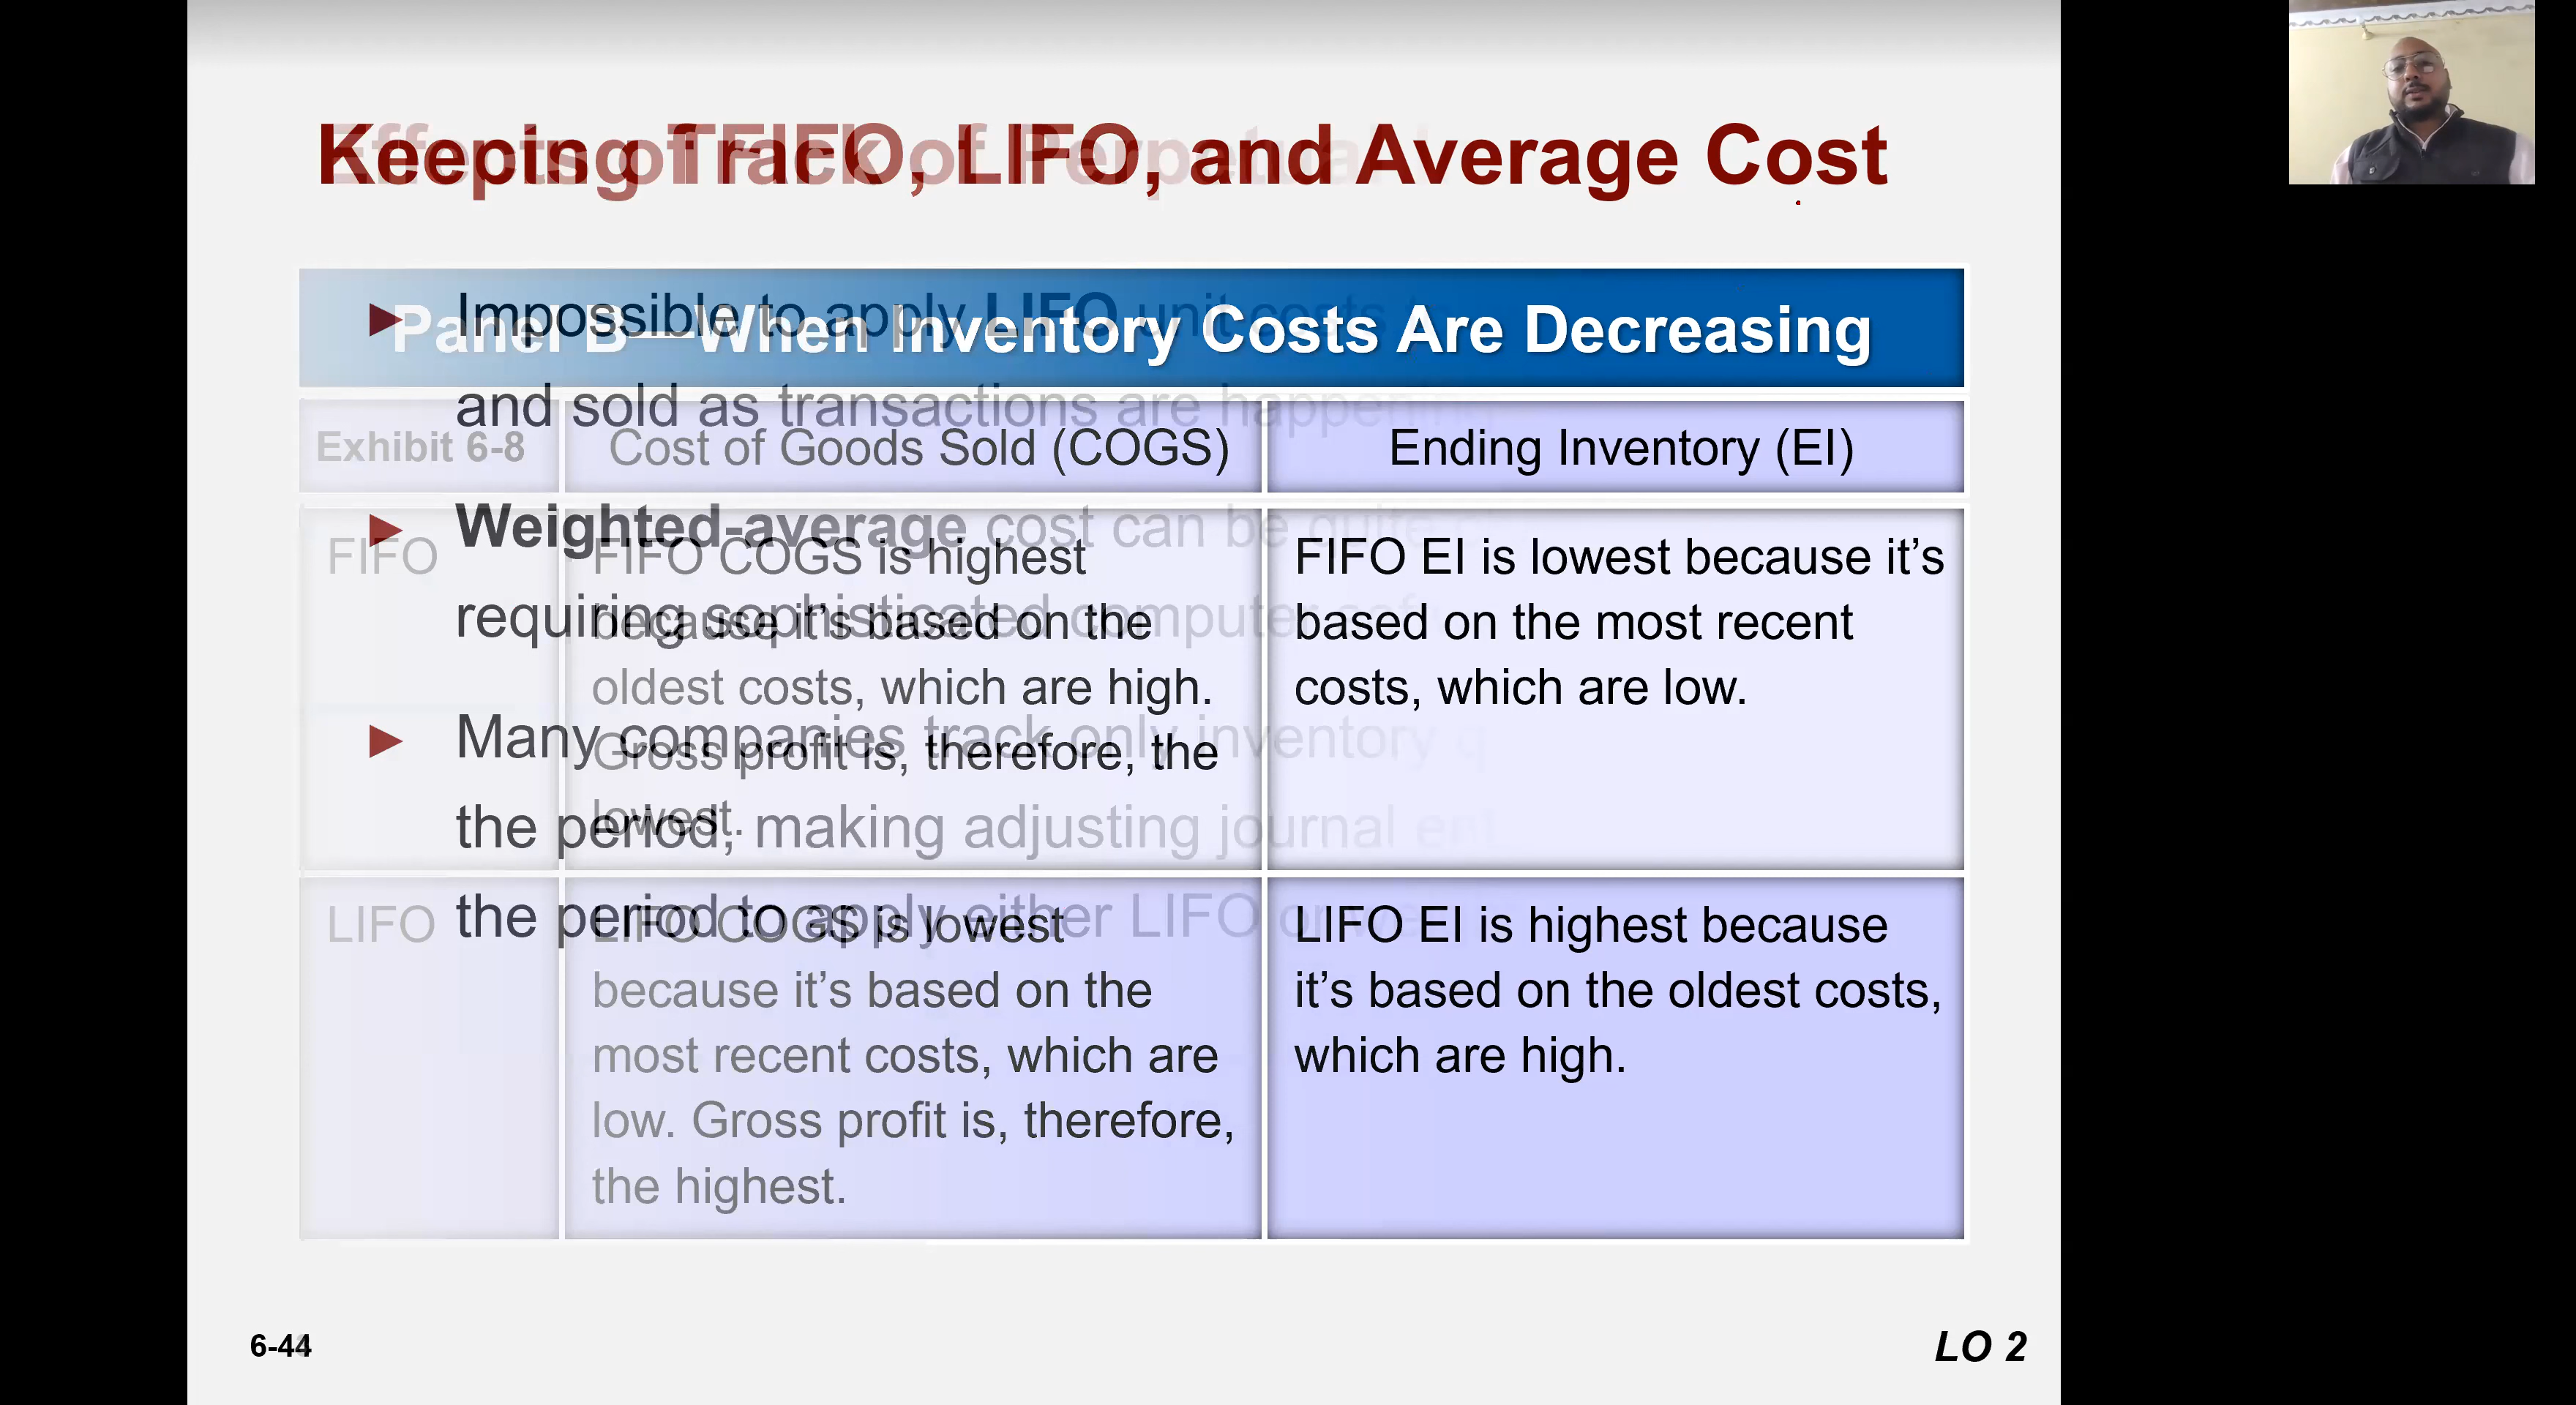 Effects of FIFO, LIFO, and Average Cost
Keeping Track of Perpetual
Panel B—When Inventory Costs Are Decreasing
Exhibit 6-8
Cost of Goods Sold (COGS)
Ending Inventory (EI)
FIFO
FIFO COGS is highest
because it’s based on the
oldest costs, which are high.
Gross profit is, therefore, the
lowest.
FIFO EI is lowest because it’s
based on the most recent
costs, which are low.
LIFO
LIFO COGS is lowest
because it’s based on the
most recent costs, which are
low. Gross profit is, therefore,
the highest.
LIFO EI is highest because
it’s based on the oldest costs,
which are high.
► Impossible to apply LIFO unit costs
and sold as transactions are happening
► Weighted-average cost can be quite
requiring sophisticated computer
► Many companies track only inventory
the period, making adjusting journal
the period to apply either LIFO or
6-44
LO 2